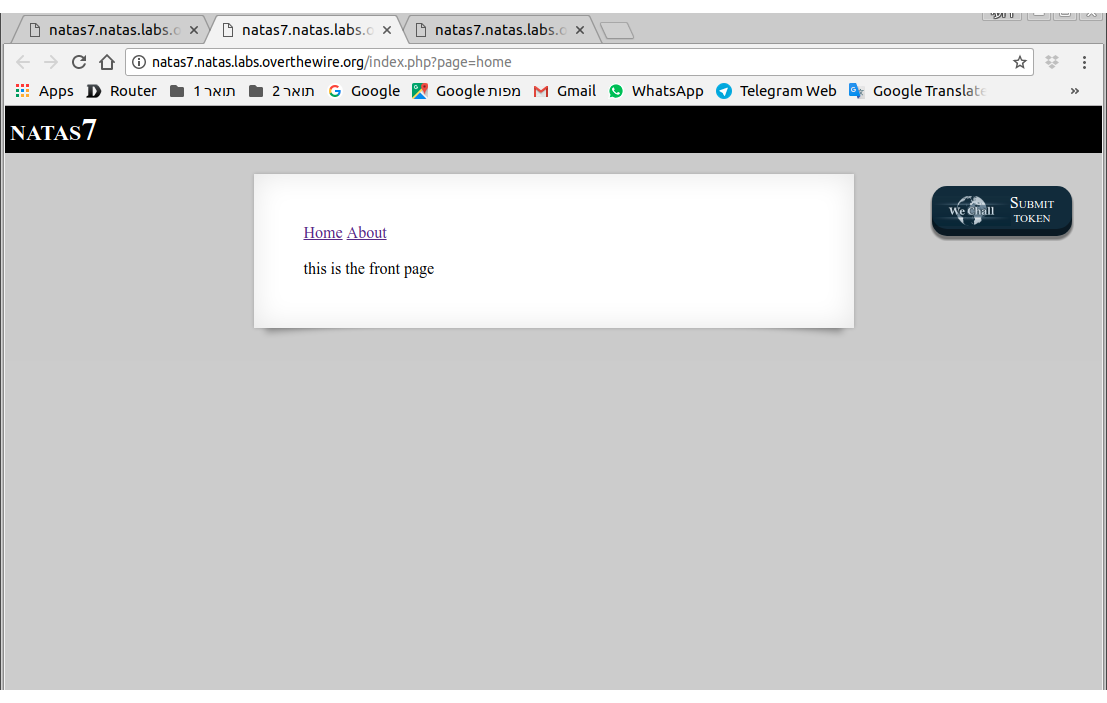 natas7.natas.labs.o natas7.natas.labs.o natas7.natas.labs.o
natas7.natas.labs.overthewire.org/index.php?page=home
Apps Router תואר 1 תואר 2 Google Google מפות Gmail WhatsApp Telegram Web Google Translate »
NATAS7
Home About
this is the front page
We Chall SUBMIT TOKEN